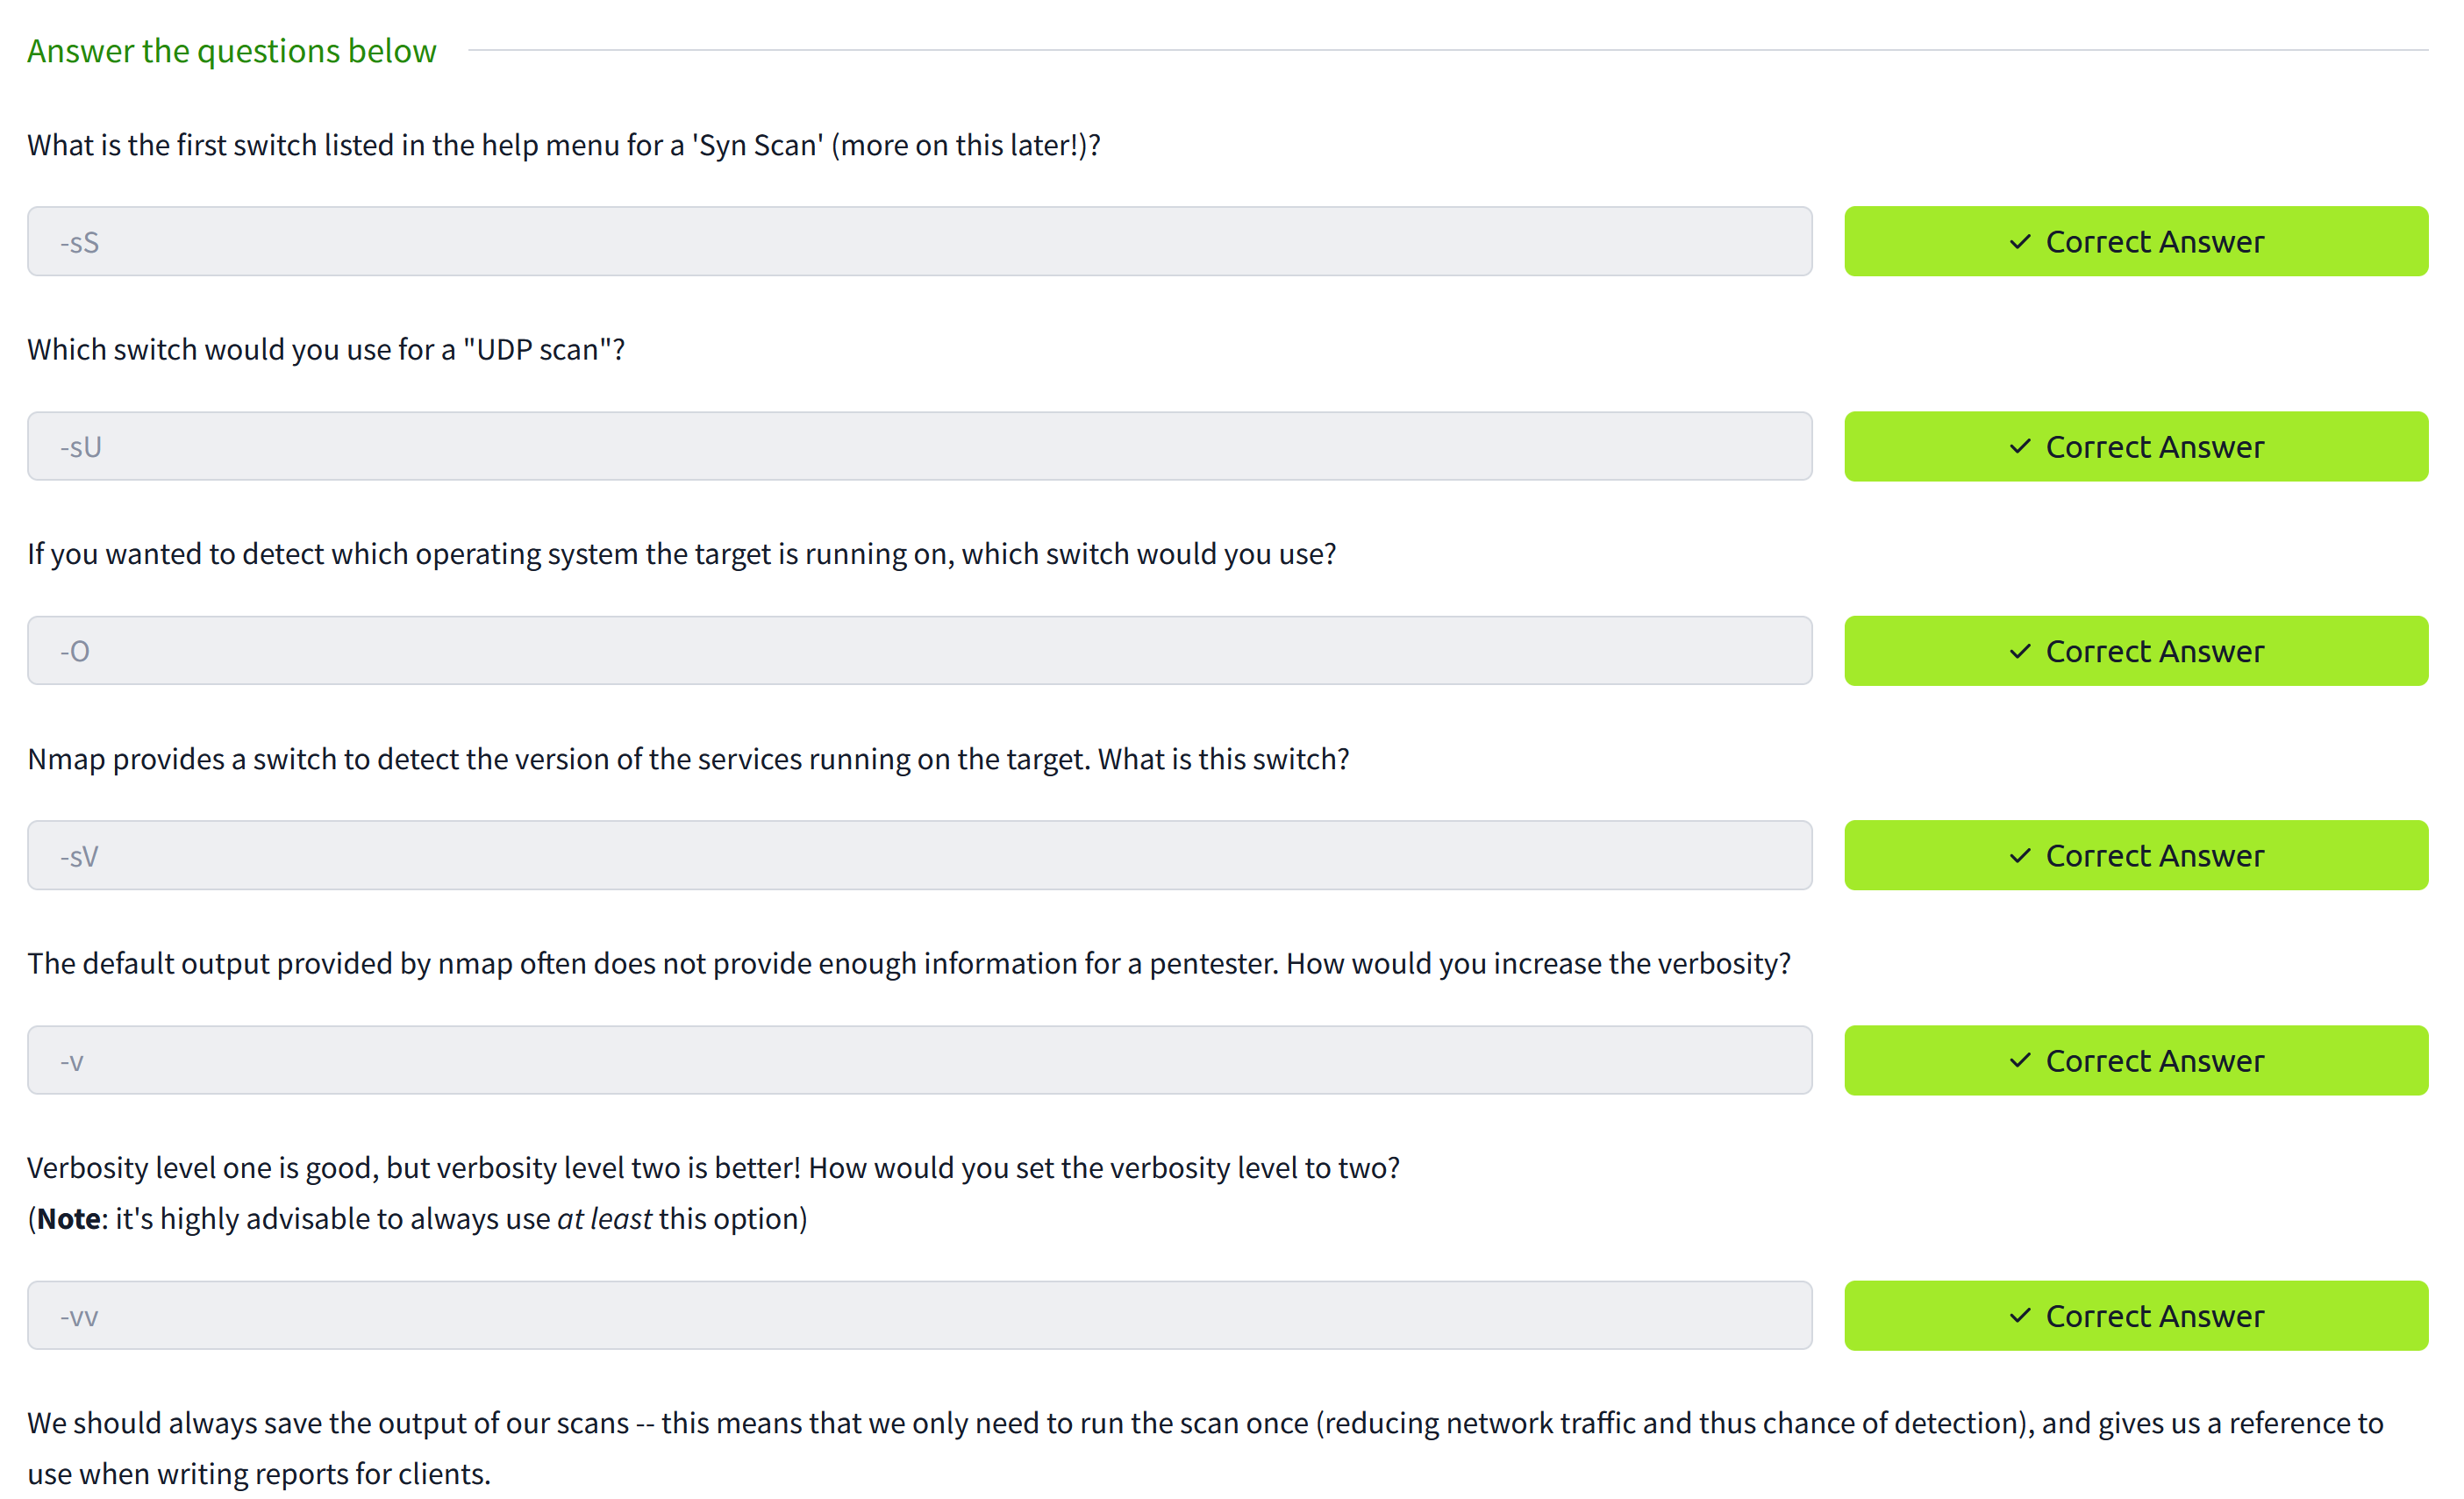 Answer the questions below
What is the first switch listed in the help menu for a 'Syn Scan' (more on this later!)?
-sS
✓ Correct Answer
Which switch would you use for a "UDP scan"?
-sU
✓ Correct Answer
If you wanted to detect which operating system the target is running on, which switch would you use?
-O
✓ Correct Answer
Nmap provides a switch to detect the version of the services running on the target. What is this switch?
-sV
✓ Correct Answer
The default output provided by nmap often does not provide enough information for a pentester. How would you increase the verbosity?
-v
✓ Correct Answer
Verbosity level one is good, but verbosity level two is better! How would you set the verbosity level to two?
(Note: it's highly advisable to always use at least this option)
-vv
✓ Correct Answer
We should always save the output of our scans -- this means that we only need to run the scan once (reducing network traffic and thus chance of detection), and gives us a reference to
use when writing reports for clients.